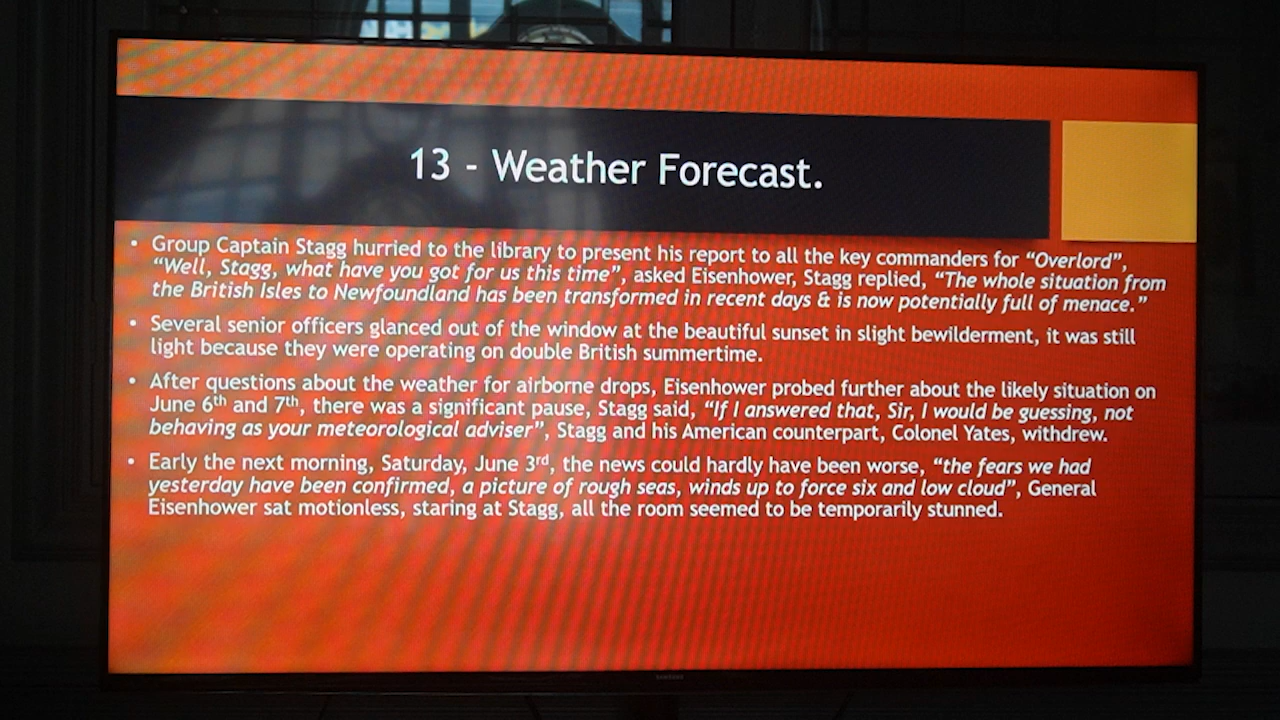 13 - Weather Forecast.
• Group Captain Stagg hurried to the library to present his report to all the key commanders for “Overlord”,
“Well, Stagg, what have you got for us this time”, asked Eisenhower, Stagg replied, “The whole situation from
the British Isles to Newfoundland has been transformed in recent days & is now potentially full of menace.”
• Several senior officers glanced out of the window at the beautiful sunset in slight bewilderment, it was still
light because they were operating on double British summertime.
• After questions about the weather for airborne drops, Eisenhower probed further about the likely situation on
June 6th and 7th, there was a significant pause, Stagg said, “If I answered that, Sir, I would be guessing, not
behaving as your meteorological adviser”, Stagg and his American counterpart, Colonel Yates, withdrew.
• Early the next morning, Saturday, June 3rd, the news could hardly have been worse, “the fears we had
yesterday have been confirmed, a picture of rough seas, winds up to force six and low cloud”, General
Eisenhower sat motionless, staring at Stagg, all the room seemed to be temporarily stunned.
SAMSUNG